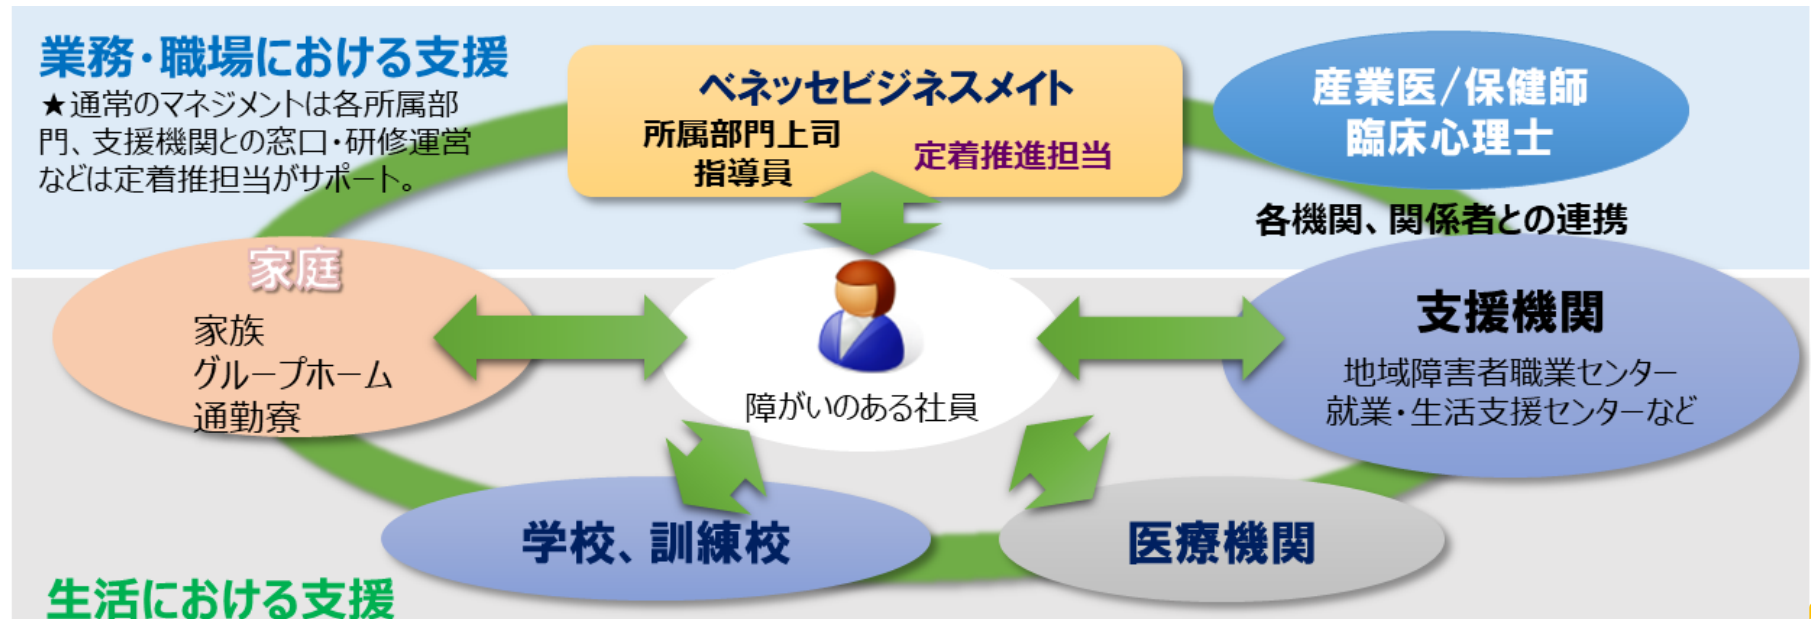 業務・職場における支援
★通常のマネジメントは各所属部
門、支援機関との窓口・研修運営
などは定着推担当がサポート。
ベネッセビジネスメイト
所属部門上司
指導員
定着推進担当
産業医/保健師
臨床心理士
各機関、関係者との連携
家庭
家族
グループホーム
通勤寮
障がいのある社員
支援機関
地域障害者職業センター
就業・生活支援センターなど
学校、訓練校
医療機関
生活における支援